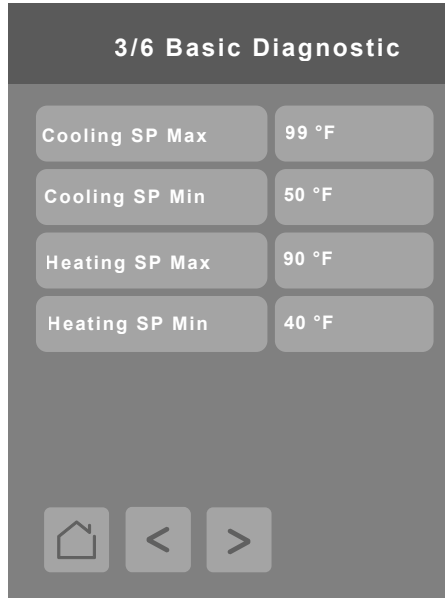 3/6 Basic Diagnostic
Cooling SP Max 99 °F
Cooling SP Min 50 °F
Heating SP Max 90 °F
Heating SP Min 40 °F
< >